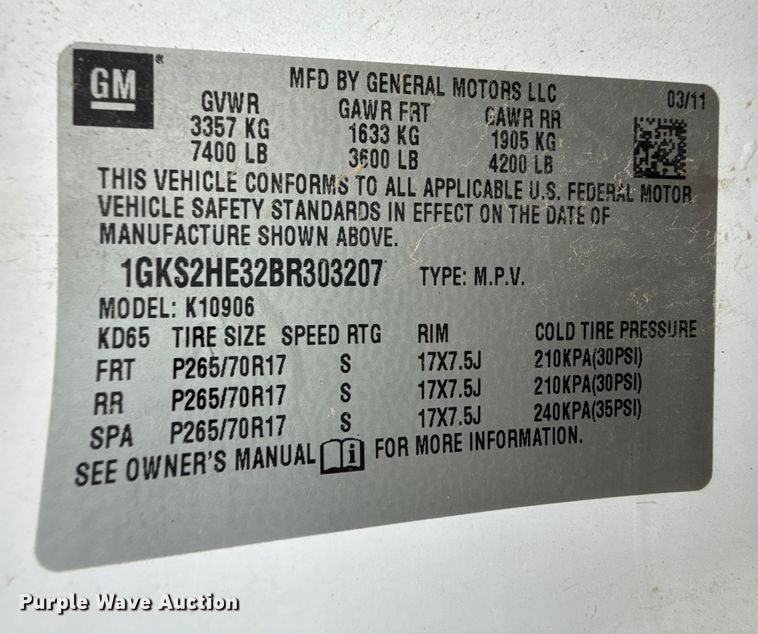 GM
MFD BY GENERAL MOTORS LLC 03/11
GVWR GAWR FRT GAWR RR
3357 KG 1633 KG 1905 KG
7400 LB 3600 LB 4200 LB
THIS VEHICLE CONFORMS TO ALL APPLICABLE U.S. FEDERAL MOTOR
VEHICLE SAFETY STANDARDS IN EFFECT ON THE DATE OF
MANUFACTURE SHOWN ABOVE.
1GKS2HE32BR303207 TYPE: M.P.V.
MODEL: K10906
KD65 TIRE SIZE SPEED RTG RIM COLD TIRE PRESSURE
FRT P265/70R17 S 17X7.5J 210KPA(30PSI)
RR P265/70R17 S 17X7.5J 210KPA(30PSI)
SPA P265/70R17 S 17X7.5J 240KPA(35PSI)
SEE OWNER'S MANUAL i FOR MORE INFORMATION.
Purple Wave Auction